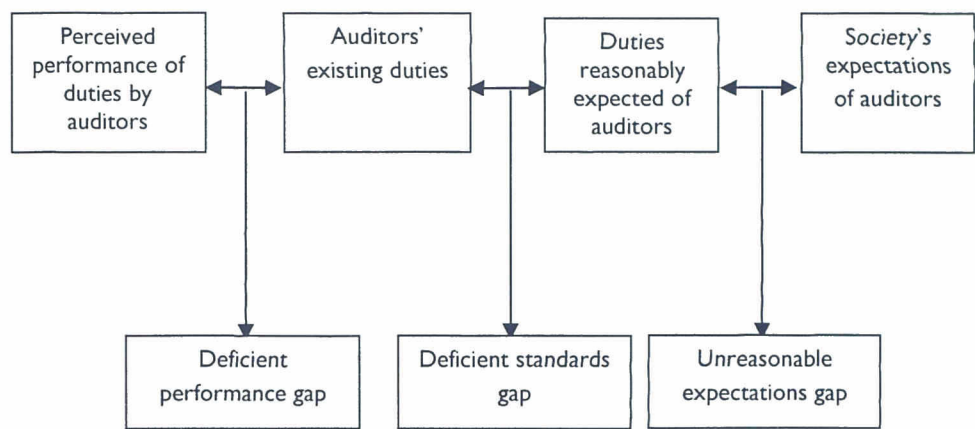 Perceived
performance of
duties by
auditors
Auditors'
existing duties
Duties
reasonably
expected of
auditors
Society's
expectations
of auditors
Deficient
performance gap
Deficient standards
gap
Unreasonable
expectations gap